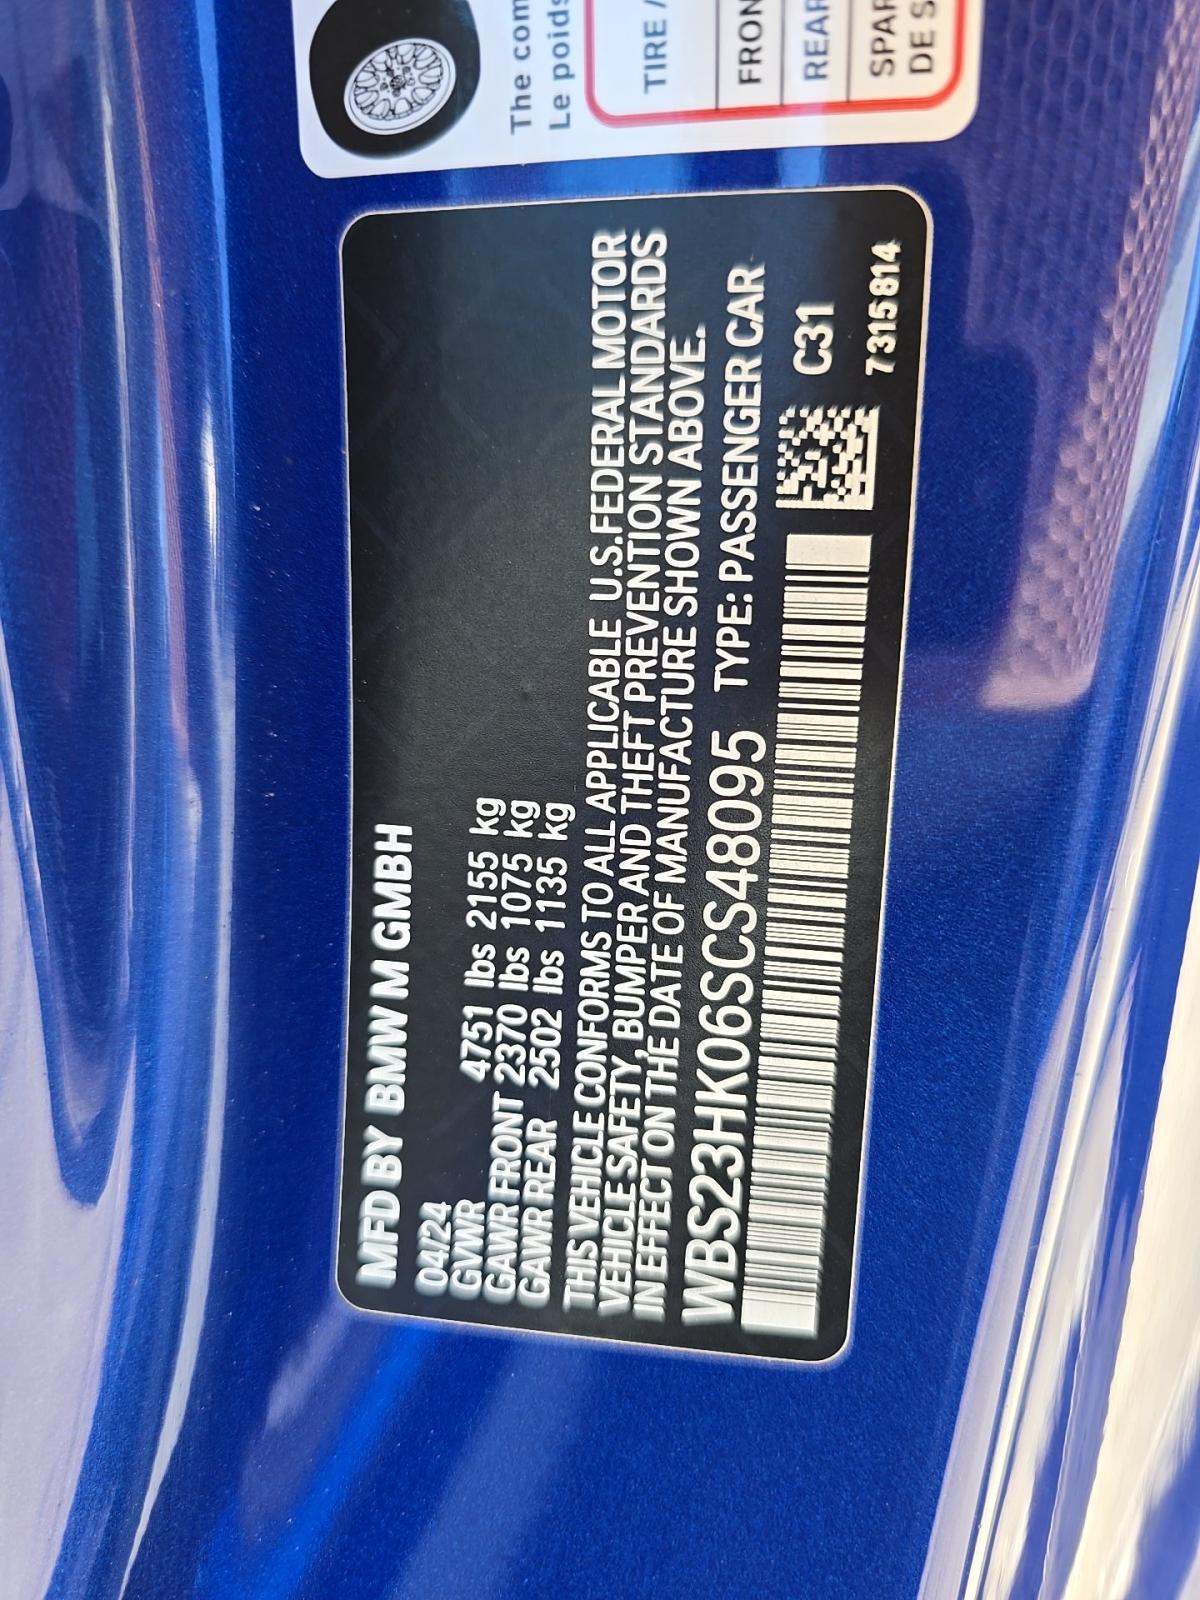 MFD BY BMW M GMBH
04/24
GVWR 4751 lbs 2155 kg
GAWR FRONT 2370 lbs 1075 kg
GAWR REAR 2502 lbs 1135 kg
THIS VEHICLE CONFORMS TO ALL APPLICABLE U.S.FEDERAL MOTOR
VEHICLE SAFETY, BUMPER AND THEFT PREVENTION STANDARDS
IN EFFECT ON THE DATE OF MANUFACTURE SHOWN ABOVE.
WBS23HK06SCS48095 TYPE: PASSENGER CAR
C31
7315814
The com
Le poids
TIRE /
FRON
REAR
SPAR
DE S